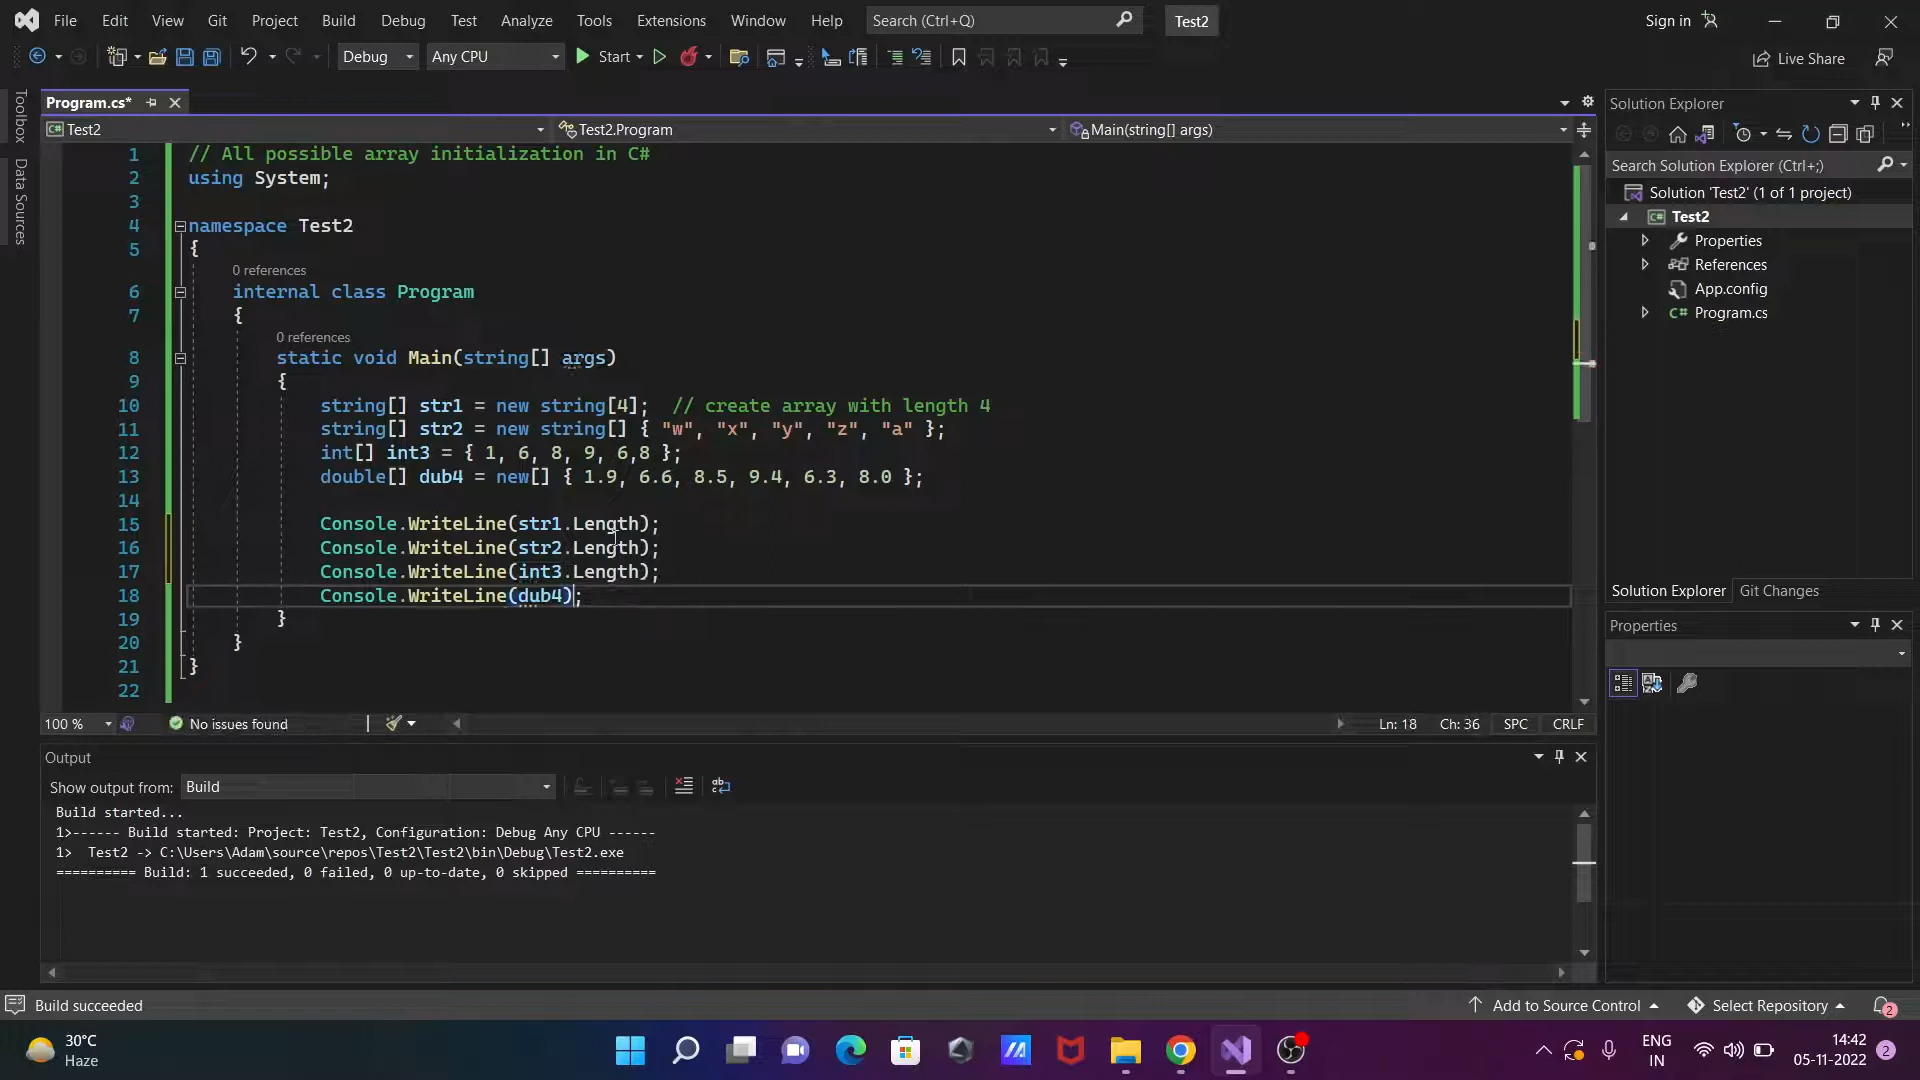 File Edit View Git Project Build Debug Test Analyze Tools Extensions Window Help Search (Ctrl+Q) Test2 Sign in
Debug Any CPU Start Live Share
Toolbox
Data Sources
Program.cs*
Test2 Test2.Program Main(string[] args)
1 // All possible array initialization in C#
2 using System;
3
4 namespace Test2
5 {
0 references
6 internal class Program
7 {
0 references
8 static void Main(string[] args)
9 {
10 string[] str1 = new string[4]; // create array with length 4
11 string[] str2 = new string[] { "w", "x", "y", "z", "a" };
12 int[] int3 = { 1, 6, 8, 9, 6,8 };
13 double[] dub4 = new[] { 1.9, 6.6, 8.5, 9.4, 6.3, 8.0 };
14
15 Console.WriteLine(str1.Length);
16 Console.WriteLine(str2.Length);
17 Console.WriteLine(int3.Length);
18 Console.WriteLine(dub4);
19 }
20 }
21 }
22
100 % No issues found Ln: 18 Ch: 36 SPC CRLF
Output
Show output from: Build
Build started...
1>------ Build started: Project: Test2, Configuration: Debug Any CPU ------
1> Test2 -> C:\Users\Adam\source\repos\Test2\Test2\bin\Debug\Test2.exe
========== Build: 1 succeeded, 0 failed, 0 up-to-date, 0 skipped ==========
Solution Explorer
Search Solution Explorer (Ctrl+;)
Solution 'Test2' (1 of 1 project)
C# Test2
Properties
References
App.config
C# Program.cs
Solution Explorer Git Changes
Properties
Build succeeded Add to Source Control Select Repository 2
30°C
Haze
ENG
IN
14:42
05-11-2022
2